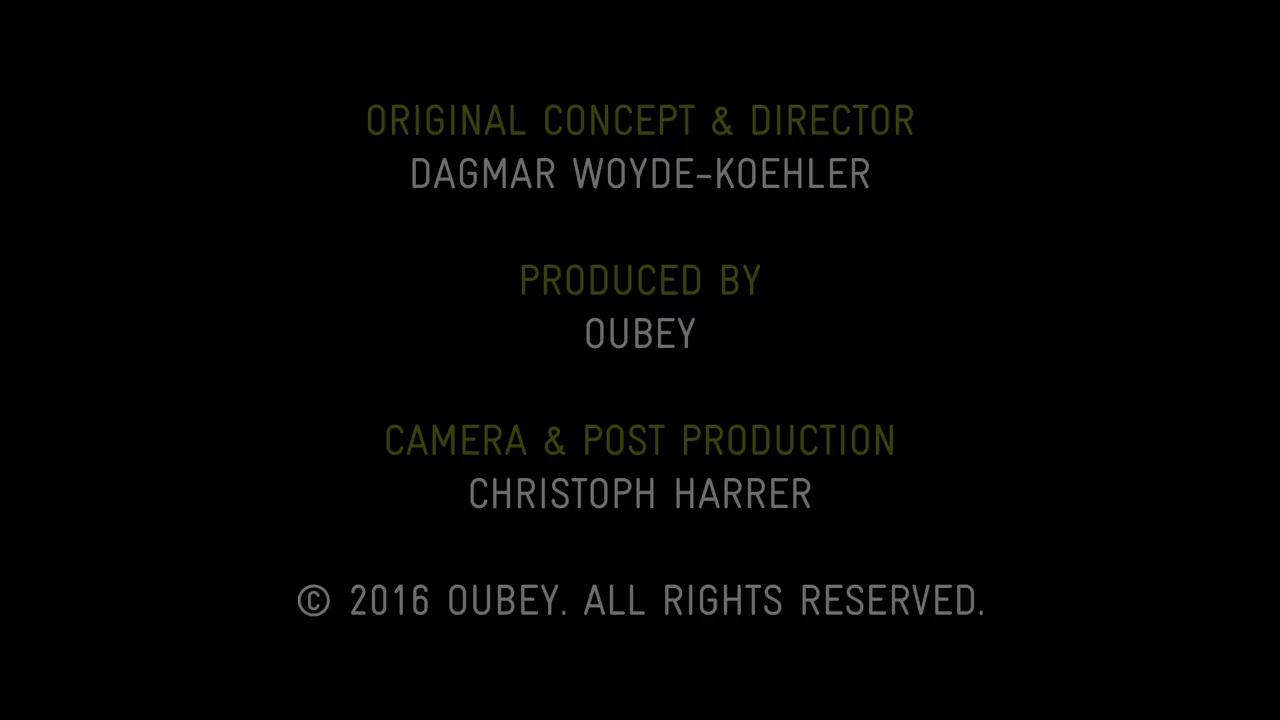 ORIGINAL CONCEPT & DIRECTOR
DAGMAR WOYDE-KOEHLER
PRODUCED BY
OUBEY
CAMERA & POST PRODUCTION
CHRISTOPH HARRER
© 2016 OUBEY. ALL RIGHTS RESERVED.